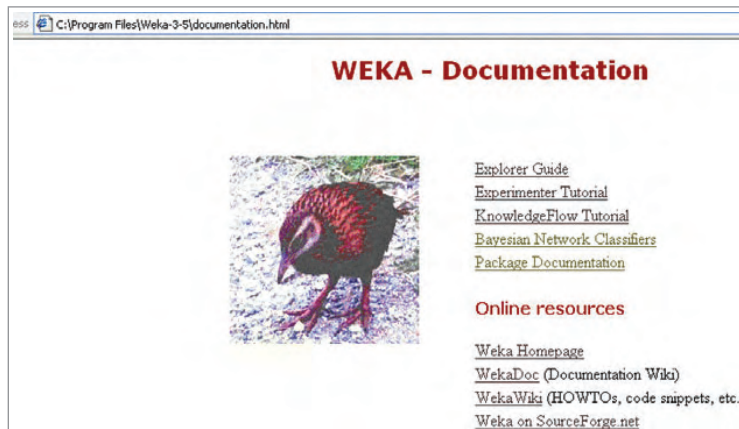 ess C:\Program Files\Weka-3-5\documentation.html
WEKA - Documentation
Explorer Guide
Experimenter Tutorial
KnowledgeFlow Tutorial
Bayesian Network Classifiers
Package Documentation
Online resources
Weka Homepage
WekaDoc (Documentation Wiki)
WekaWiki (HOWTOs, code snippets, etc.
Weka on SourceForge.net